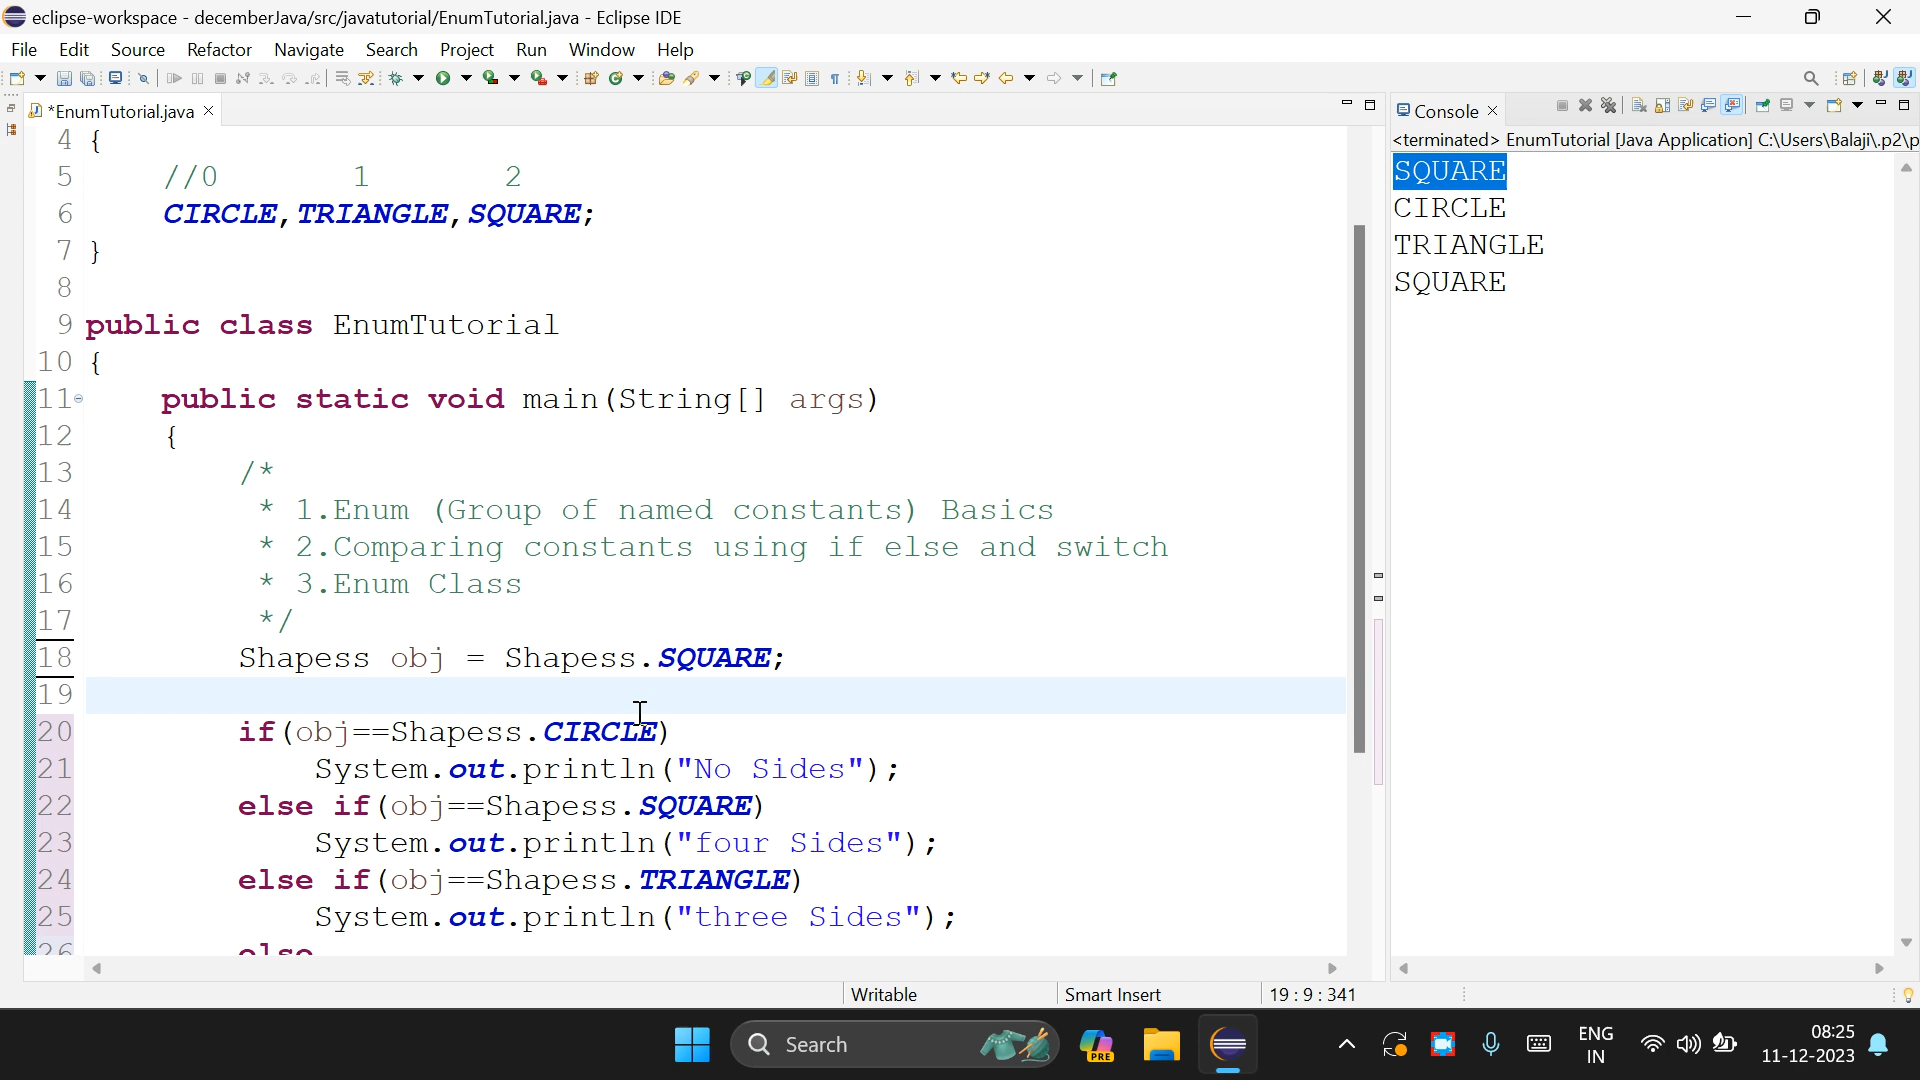 eclipse-workspace - decemberJava/src/javatutorial/EnumTutorial.java - Eclipse IDE
File Edit Source Refactor Navigate Search Project Run Window Help
*EnumTutorial.java
4 {
5 //0 1 2
6 CIRCLE,TRIANGLE,SQUARE;
7 }
8
9 public class EnumTutorial
10 {
11 public static void main(String[] args)
12 {
13 /*
14 * 1.Enum (Group of named constants) Basics
15 * 2.Comparing constants using if else and switch
16 * 3.Enum Class
17 */
18 Shapess obj = Shapess.SQUARE;
19
20 if(obj==Shapess.CIRCLE)
21 System.out.println("No Sides");
22 else if(obj==Shapess.SQUARE)
23 System.out.println("four Sides");
24 else if(obj==Shapess.TRIANGLE)
25 System.out.println("three Sides");
26 else
Console
<terminated> EnumTutorial [Java Application] C:\Users\Balaji\.p2\p
SQUARE
CIRCLE
TRIANGLE
SQUARE
Writable Smart Insert 19 : 9 : 341
Search
PRE
ENG
IN
08:25
11-12-2023